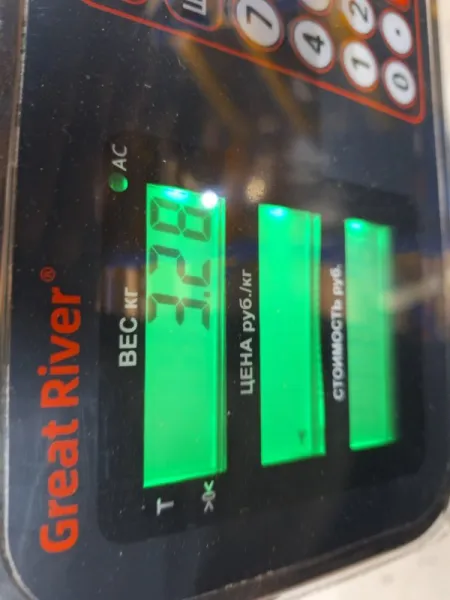 Great River®
ВЕС кг
AC
3.28
T
>0<
ЦЕНА руб./кг
СТОИМОСТЬ руб.
7
4
1
2
0
.